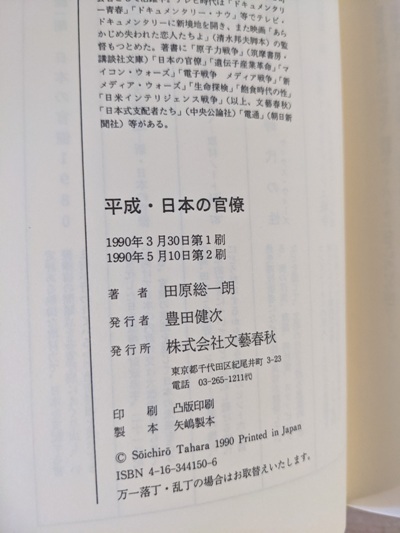 ー青春」「ドキュメンタリー・ナウ」等でテレビ・
ドキュメンタリーに新境地を開き、また映画「あら
かじめ失われた恋人たちよ」（清水邦夫脚本）の監
督もつとめた。著書に「原子力戦争」（筑摩書房・
講談社文庫）「日本の官僚」「遺伝子産業革命」「マ
イコン・ウォーズ」「電子戦争　メディア戦争」「新
メディア・ウォーズ」「生命探検」「飽食時代の性」
「日米インテリジェンス戦争」（以上、文藝春秋）
「日本式支配者たち」（中央公論社）「電通」（朝日新
聞社）等がある。
平成・日本の官僚
1990年3月30日第1刷
1990年5月10日第2刷
著　者　田原総一朗
発行者　豊田健次
発行所　株式会社文藝春秋
東京都千代田区紀尾井町 3-23
電話　03-265-1211㈹
印　刷　凸版印刷
製　本　矢嶋製本
© Sōichirō Tahara 1990 Printed in Japan
ISBN 4-16-344150-6
万一落丁・乱丁の場合はお取替えいたします。